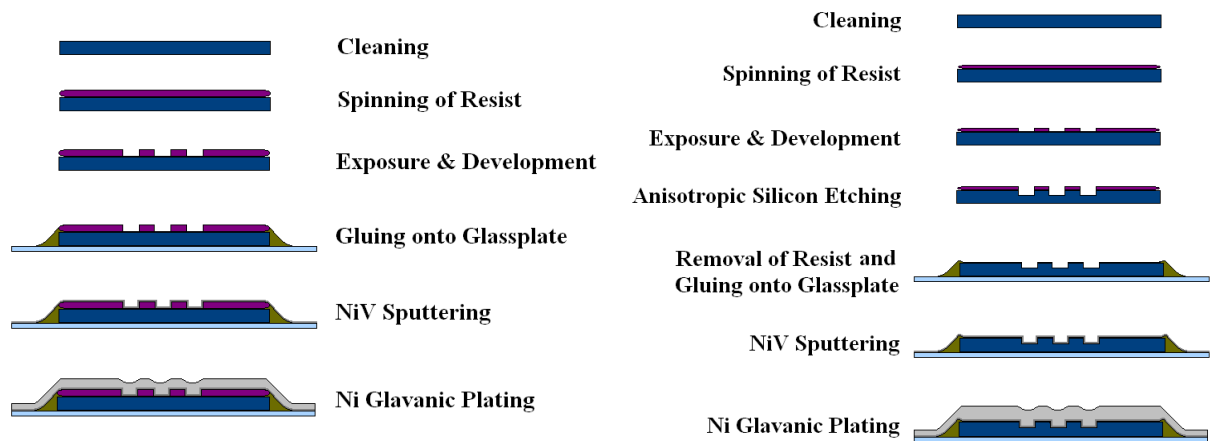 Cleaning
Spinning of Resist
Exposure & Development
Gluing onto Glassplate
NiV Sputtering
Ni Glavanic Plating
Cleaning
Spinning of Resist
Exposure & Development
Anisotropic Silicon Etching
Removal of Resist and
Gluing onto Glassplate
NiV Sputtering
Ni Glavanic Plating